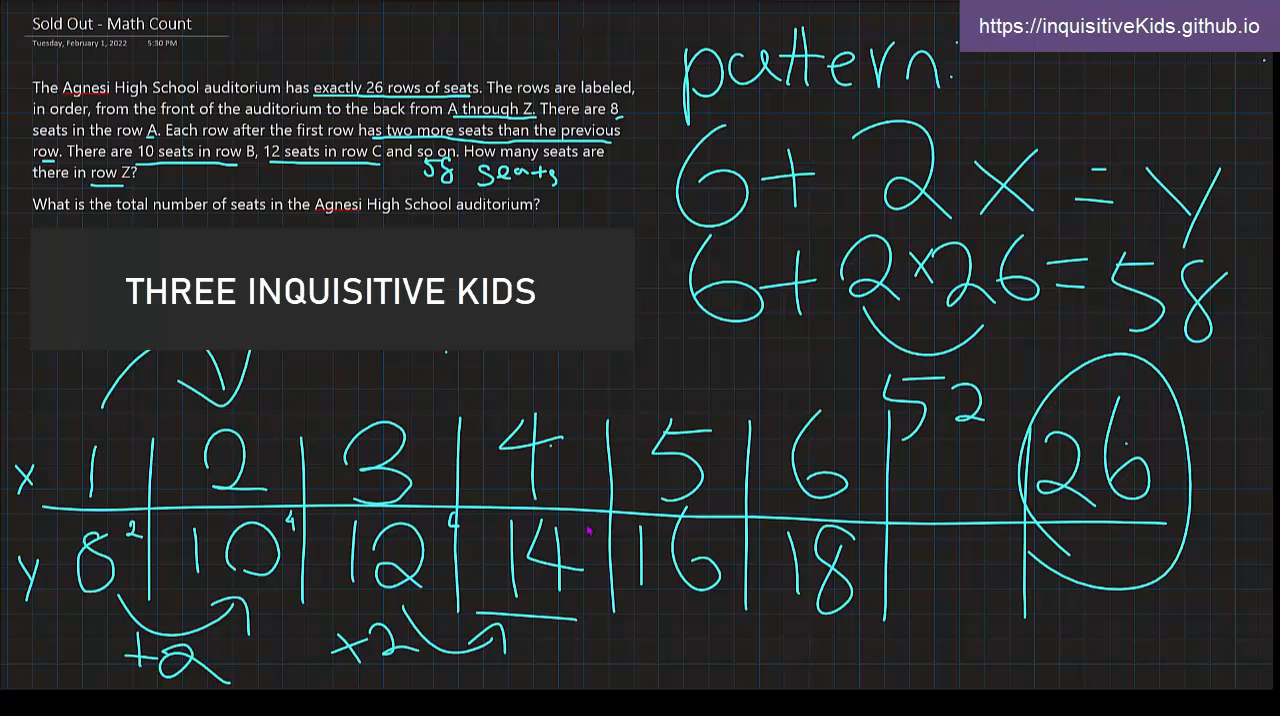 Sold Out - Math Count
Tuesday, February 1, 2022 5:30 PM
https://inquisitiveKids.github.io
The Agnesi High School auditorium has exactly 26 rows of seats. The rows are labeled,
in order, from the front of the auditorium to the back from A through Z. There are 8
seats in the row A. Each row after the first row has two more seats than the previous
row. There are 10 seats in row B, 12 seats in row C and so on. How many seats are
there in row Z?
58 seats
What is the total number of seats in the Agnesi High School auditorium?
THREE INQUISITIVE KIDS
pattern:
6 + 2 x = y
6 + 2 × 26 = 58
52
x 1 2 3 4 5 6 26
y 8 2 10 4 12 6 14 16 18
+2 +2